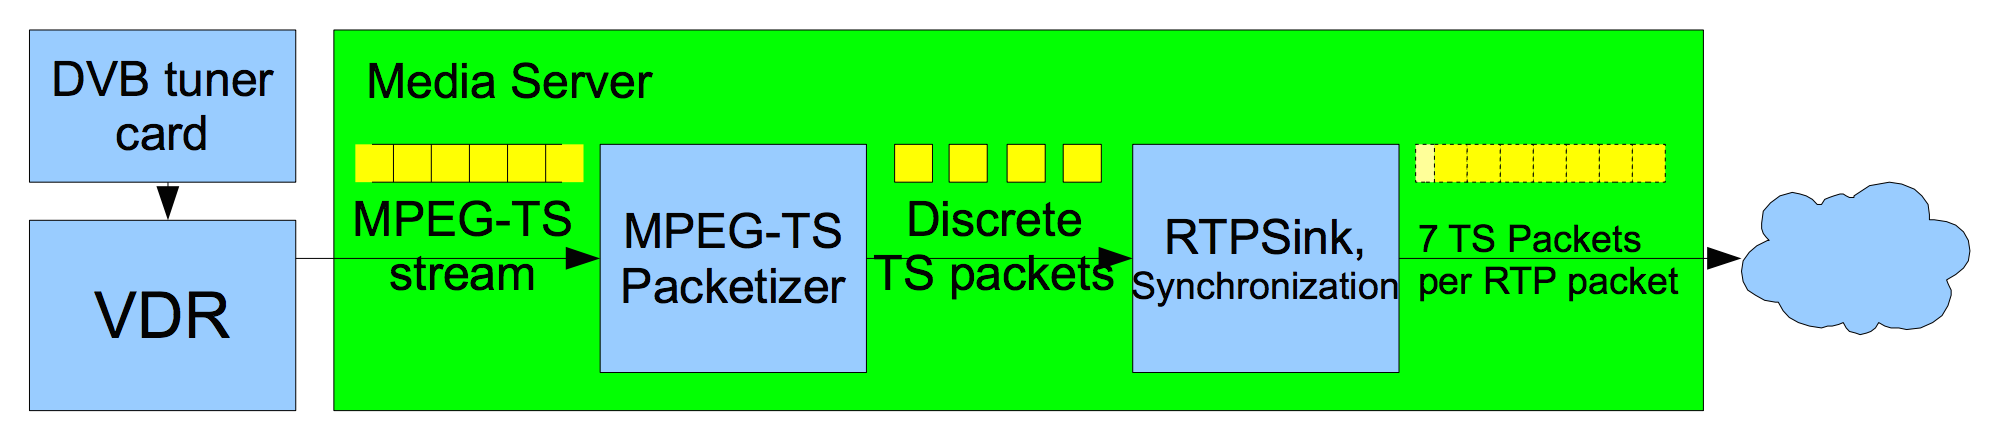 DVB tuner
card
VDR
Media Server
MPEG-TS
stream
MPEG-TS
Packetizer
Discrete
TS packets
RTPSink,
Synchronization
7 TS Packets
per RTP packet